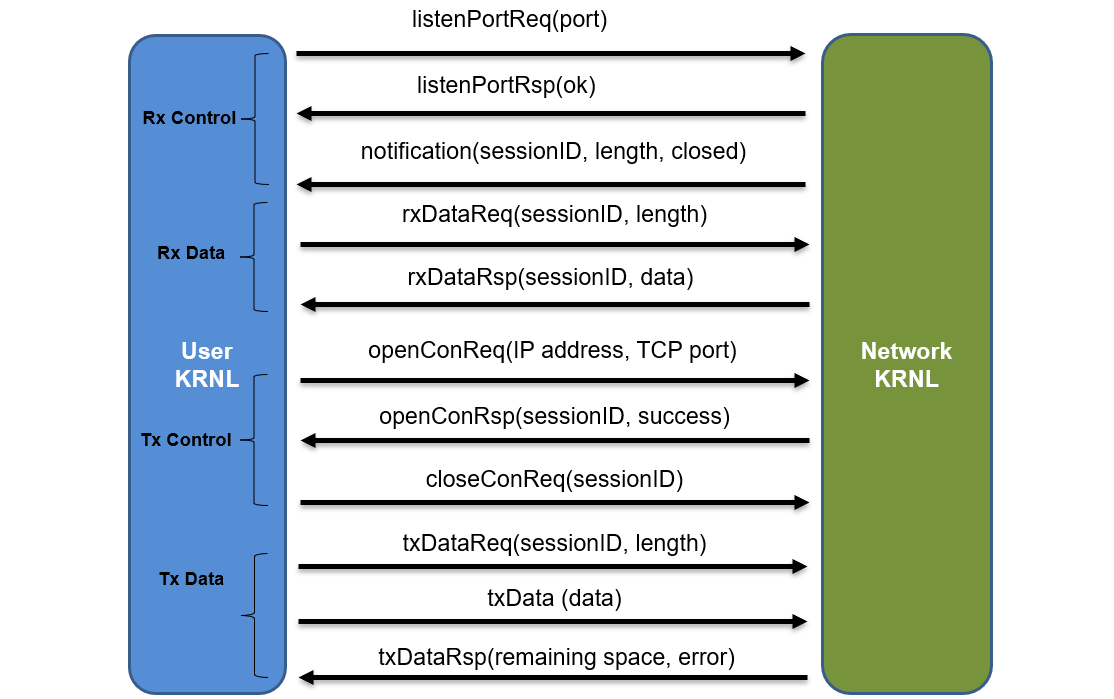 listenPortReq(port)
listenPortRsp(ok)
Rx Control
notification(sessionID, length, closed)
rxDataReq(sessionID, length)
Rx Data
rxDataRsp(sessionID, data)
User
KRNL
openConReq(IP address, TCP port)
Network
KRNL
openConRsp(sessionID, success)
Tx Control
closeConReq(sessionID)
txDataReq(sessionID, length)
Tx Data
txData (data)
txDataRsp(remaining space, error)